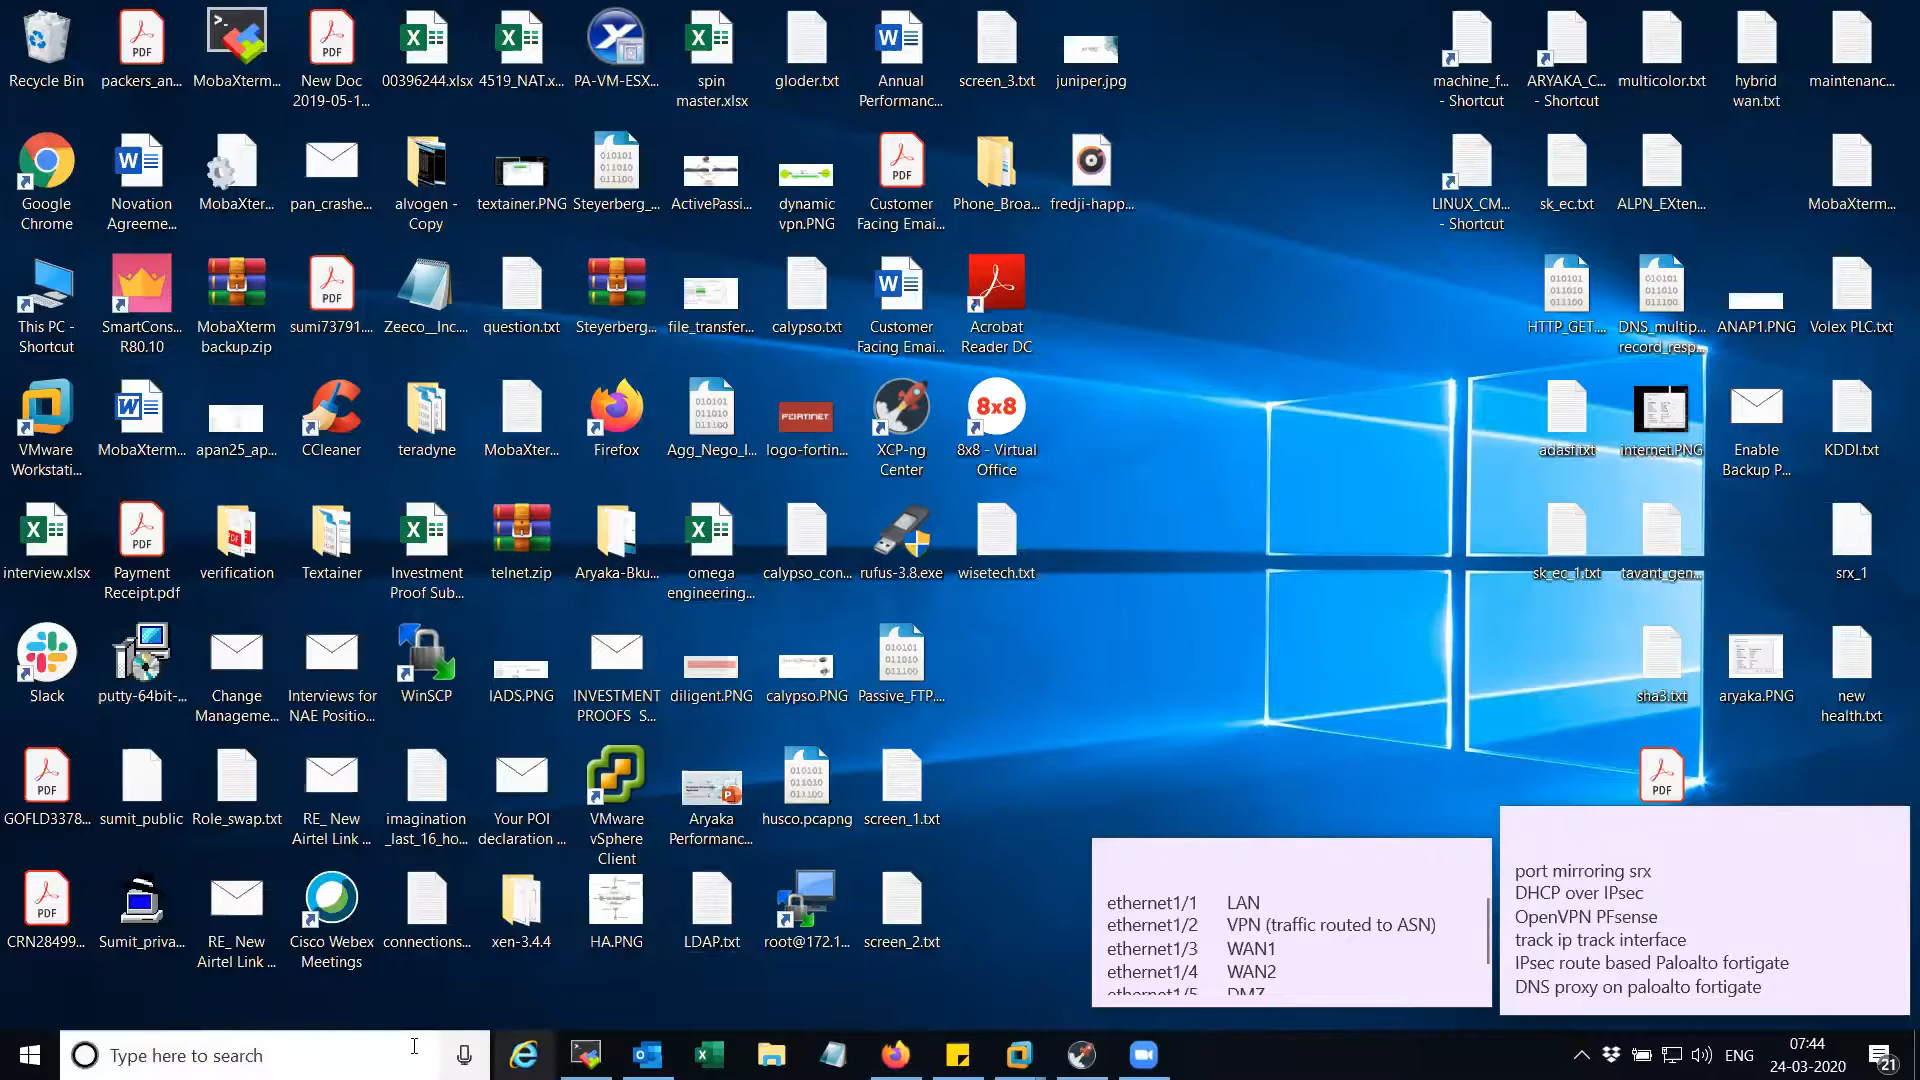 Recycle Bin
packers_an...
MobaXterm...
New Doc
2019-05-1...
00396244.xlsx
4519_NAT.x...
PA-VM-ESX...
spin
master.xlsx
gloder.txt
Annual
Performanc...
screen_3.txt
juniper.jpg
machine_f...
- Shortcut
ARYAKA_C...
- Shortcut
multicolor.txt
hybrid
wan.txt
maintenanc...
Google
Chrome
Novation
Agreeme...
MobaXter...
pan_crashe...
alvogen -
Copy
textainer.PNG
Steyerberg_...
ActivePassi...
dynamic
vpn.PNG
Customer
Facing Emai...
Phone_Broa...
fredji-happ...
LINUX_CM...
- Shortcut
sk_ec.txt
ALPN_EXten...
MobaXterm...
This PC -
Shortcut
SmartCons...
R80.10
MobaXterm
backup.zip
sumi73791...
Zeeco__Inc...
question.txt
Steyerberg...
file_transfer...
calypso.txt
Customer
Facing Emai...
Acrobat
Reader DC
HTTP_GET....
DNS_multip...
record_resp...
ANAP1.PNG
Volex PLC.txt
VMware
Workstati...
MobaXterm...
apan25_ap...
CCleaner
teradyne
MobaXter...
Firefox
Agg_Nego_I...
FORTINET
logo-fortin...
XCP-ng
Center
8x8
8x8 - Virtual
Office
adasf.txt
internet.PNG
Enable
Backup P...
KDDI.txt
interview.xlsx
Payment
Receipt.pdf
verification
Textainer
Investment
Proof Sub...
telnet.zip
Aryaka-Bku...
omega
engineering...
calypso_con...
rufus-3.8.exe
wisetech.txt
sk_ec_1.txt
tavant_gen...
srx_1
Slack
putty-64bit-...
Change
Manageme...
Interviews for
NAE Positio...
WinSCP
IADS.PNG
INVESTMENT
PROOFS S...
diligent.PNG
calypso.PNG
Passive_FTP....
sha3.txt
aryaka.PNG
new
health.txt
GOFLD3378...
sumit_public
Role_swap.txt
RE_ New
Airtel Link ...
imagination
_last_16_ho...
Your POI
declaration ...
VMware
vSphere
Client
Aryaka
Performanc...
husco.pcapng
screen_1.txt
PDF
CRN28499...
Sumit_priva...
RE_ New
Airtel Link ...
Cisco Webex
Meetings
connections...
xen-3.4.4
HA.PNG
LDAP.txt
root@172.1...
screen_2.txt
ethernet1/1 LAN
ethernet1/2 VPN (traffic routed to ASN)
ethernet1/3 WAN1
ethernet1/4 WAN2
ethernet1/5 DMZ
port mirroring srx
DHCP over IPsec
OpenVPN PFsense
track ip track interface
IPsec route based Paloalto fortigate
DNS proxy on paloalto fortigate
Type here to search
ENG
07:44
24-03-2020
21